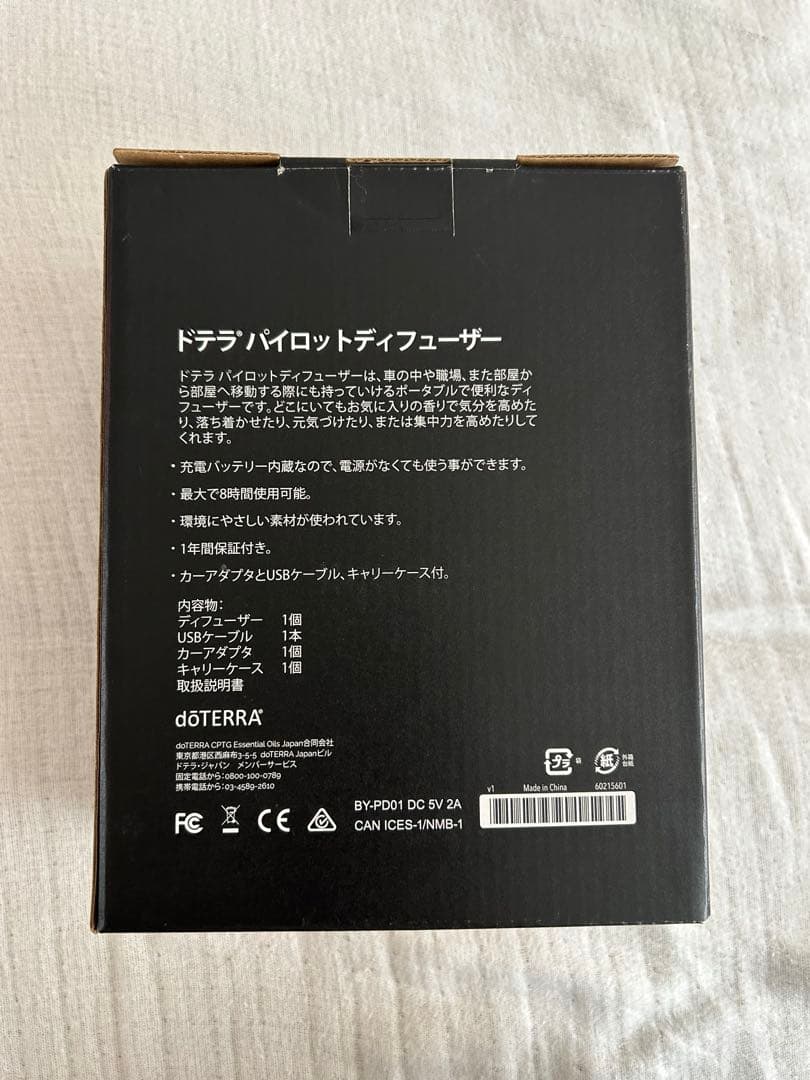 ドテラ® パイロットディフューザー
ドテラ パイロットディフューザーは、車の中や職場、また部屋か
ら部屋へ移動する際にも持っていけるポータブルで便利なディ
フューザーです。どこにいてもお気に入りの香りで気分を高めた
り、落ち着かせたり、元気づけたり、または集中力を高めたりして
くれます。
・充電バッテリー内蔵なので、電源がなくても使う事ができます。
・最大で8時間使用可能。
・環境にやさしい素材が使われています。
・1年間保証付き。
・カーアダプタとUSBケーブル、キャリーケース付。
内容物:
ディフューザー 1個
USBケーブル 1本
カーアダプタ 1個
キャリーケース 1個
取扱説明書
dōTERRA®
doTERRA CPTG Essential Oils Japan合同会社
東京都港区西麻布3-5-5 doTERRA Japanビル
ドテラ・ジャパン メンバーサービス
固定電話から:0800-100-0789
携帯電話から:03-4589-2610
プラ 袋
紙 外箱 台紙
v1 Made in China 60215601
FC CE
BY-PD01 DC 5V 2A
CAN ICES-1/NMB-1